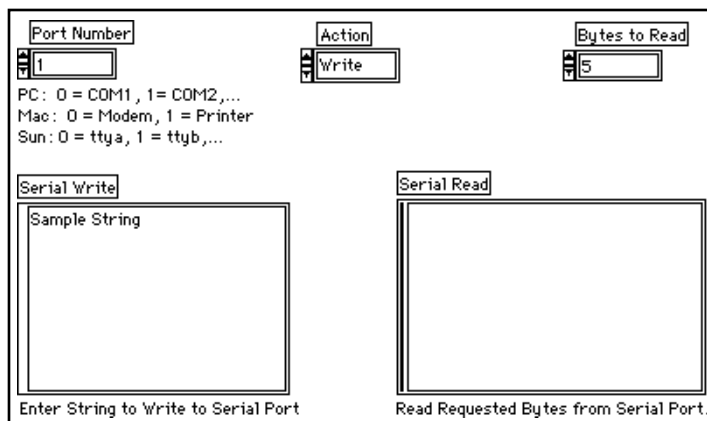 Port Number
Action
Bytes to Read
1
Write
5
PC: 0 = COM1, 1= COM2,...
Mac: 0 = Modem, 1 = Printer
Sun: 0 = ttya, 1 = ttyb,...
Serial Write
Serial Read
Sample String
Enter String to Write to Serial Port
Read Requested Bytes from Serial Port.